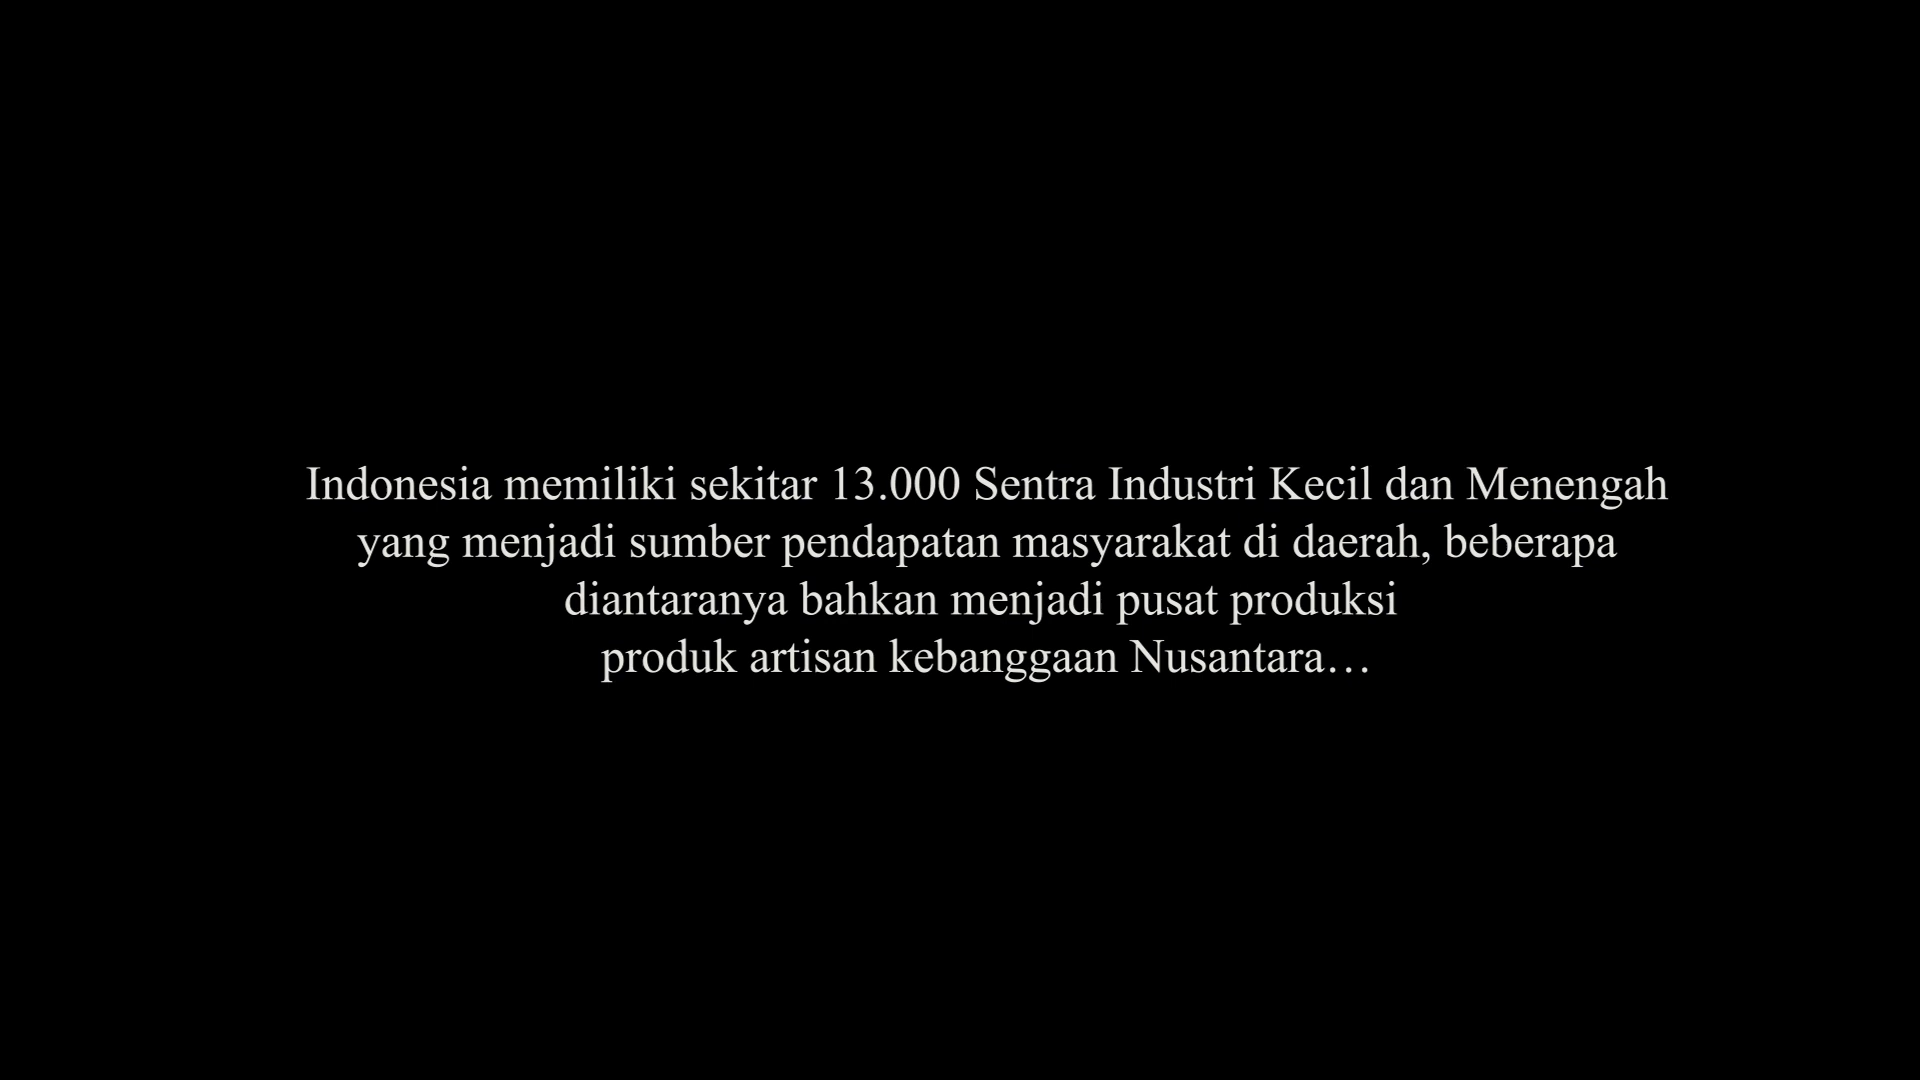 Indonesia memiliki sekitar 13.000 Sentra Industri Kecil dan Menengah
yang menjadi sumber pendapatan masyarakat di daerah, beberapa
diantaranya bahkan menjadi pusat produksi
produk artisan kebanggaan Nusantara…